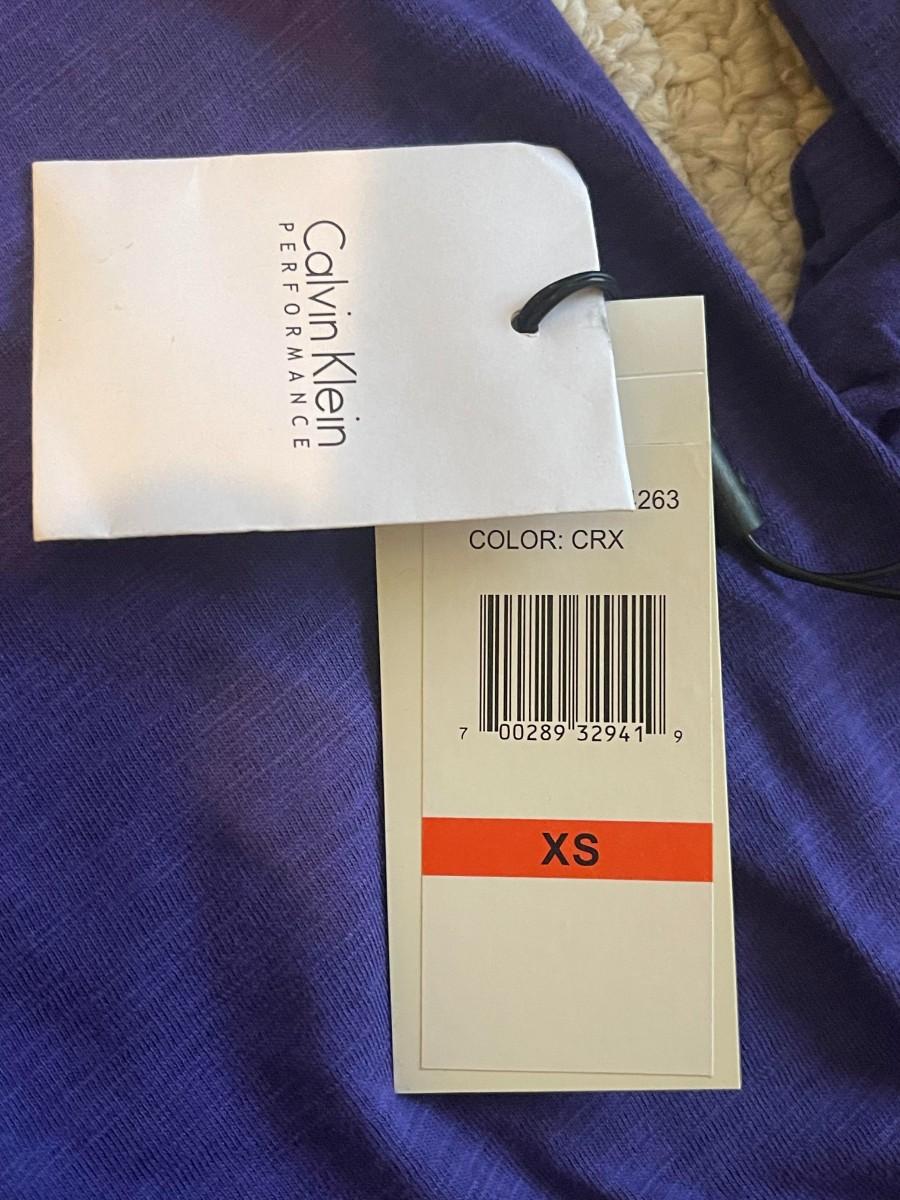 Calvin Klein
PERFORMANCE
263
COLOR: CRX
7 00289 32941 9
XS